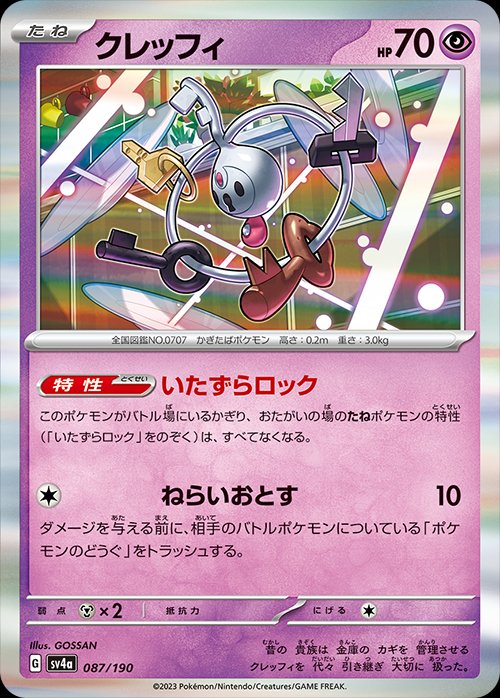 たね
クレッフィ
HP70
全国図鑑NO.0707 かぎたばポケモン 高さ:0.2m 重さ:3.0kg
特性 とくせい いたずらロック
このポケモンがバトル場にいるかぎり、おたがいの場のたねポケモンの特性
(「いたずらロック」をのぞく)は、すべてなくなる。
ねらいおとす 10
ダメージを与える前に、相手のバトルポケモンについている「ポケ
モンのどうぐ」をトラッシュする。
弱点 ×2 抵抗力 にげる
Illus. GOSSAN
G sv4a 087/190
昔の 貴族は 金庫の カギを 管理させる
クレッフィを 代々 引き継ぎ 大切に 扱った。
©2023 Pokémon/Nintendo/Creatures/GAME FREAK.